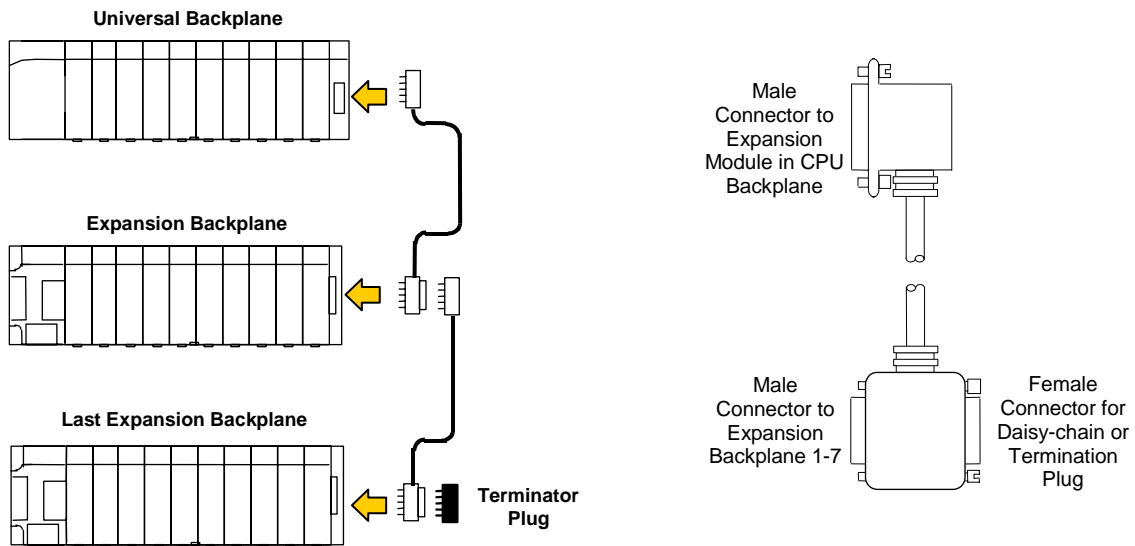 Universal Backplane
Expansion Backplane
Last Expansion Backplane
Terminator
Plug
Male
Connector to
Expansion
Module in CPU
Backplane
Male
Connector to
Expansion
Backplane 1-7
Female
Connector for
Daisy-chain or
Termination
Plug